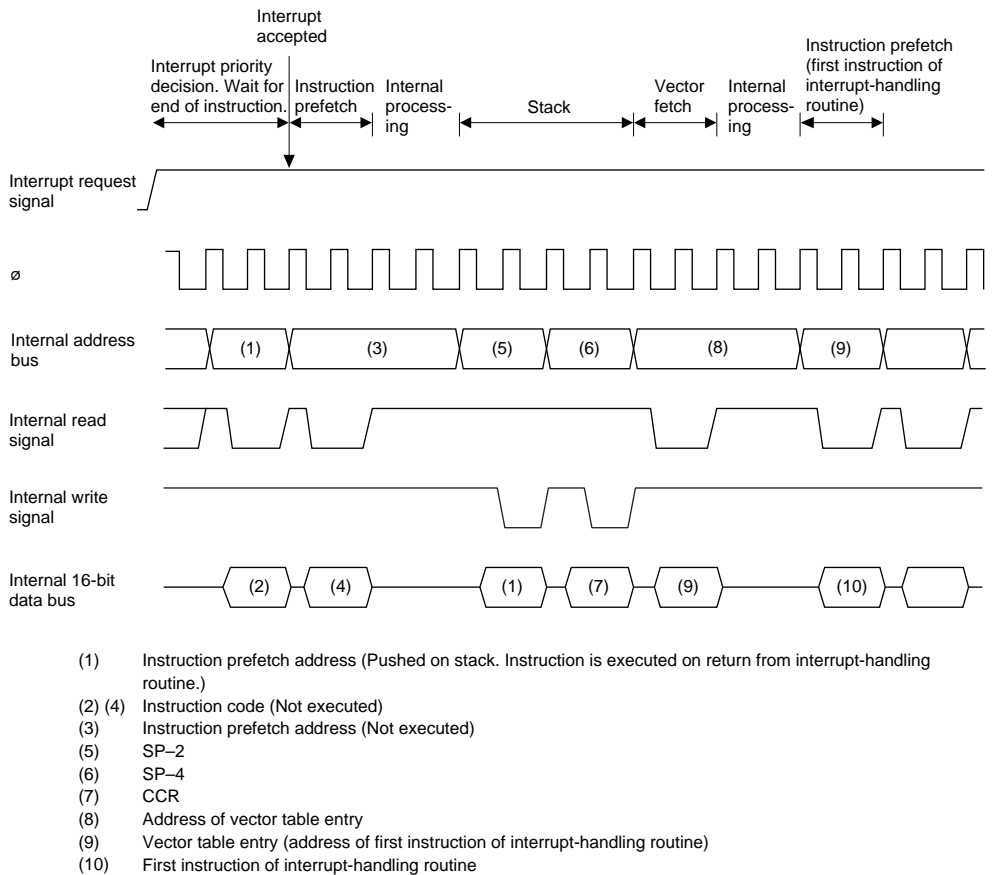 Interrupt
accepted
Interrupt priority
decision. Wait for
end of instruction.
Instruction
prefetch
Internal
process-
ing
Stack
Vector
fetch
Internal
process-
ing
Instruction prefetch
(first instruction of
interrupt-handling
routine)
Interrupt request
signal
ø
Internal address
bus
(1)
(3)
(5)
(6)
(8)
(9)
Internal read
signal
Internal write
signal
Internal 16-bit
data bus
(2)
(4)
(1)
(7)
(9)
(10)
(1) Instruction prefetch address (Pushed on stack. Instruction is executed on return from interrupt-handling
routine.)
(2) (4) Instruction code (Not executed)
(3) Instruction prefetch address (Not executed)
(5) SP–2
(6) SP–4
(7) CCR
(8) Address of vector table entry
(9) Vector table entry (address of first instruction of interrupt-handling routine)
(10) First instruction of interrupt-handling routine